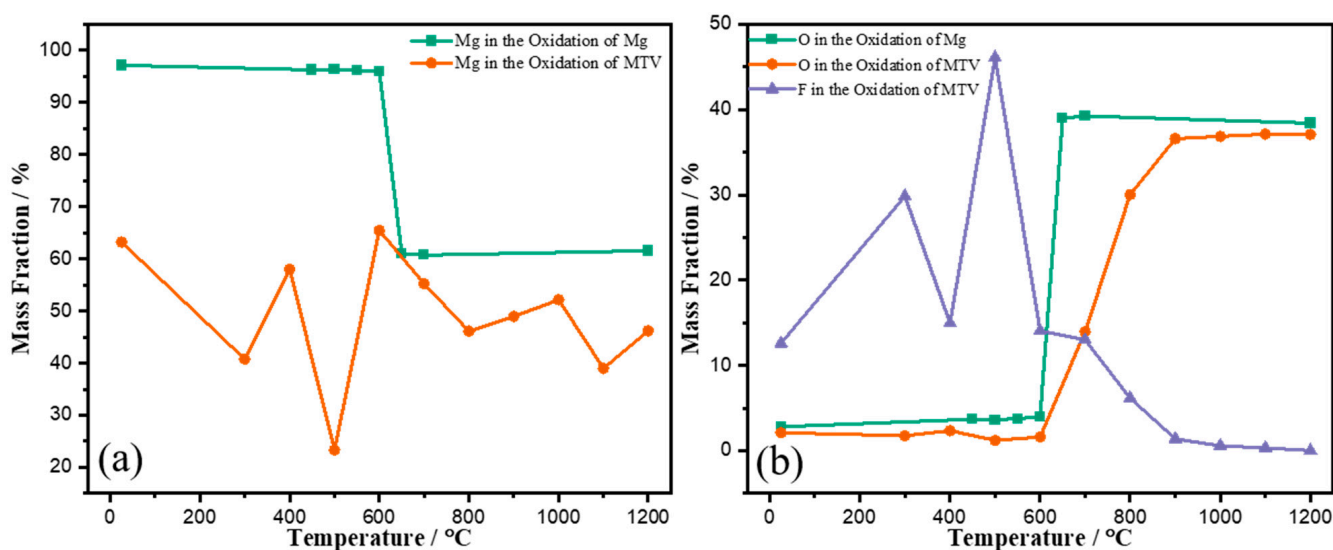 Mg in the Oxidation of Mg
Mg in the Oxidation of MTV
100
90
80
70
60
50
40
30
20
Mass Fraction / %
(a)
0 200 400 600 800 1000 1200
Temperature / °C
O in the Oxidation of Mg
O in the Oxidation of MTV
F in the Oxidation of MTV
50
40
30
20
10
0
Mass Fraction / %
(b)
0 200 400 600 800 1000 1200
Temperature / °C